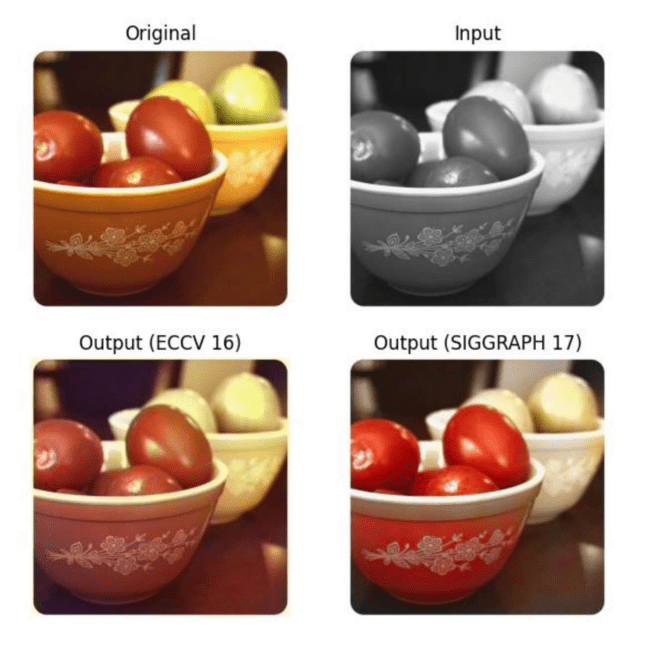 Original
Input
Output (ECCV 16)
Output (SIGGRAPH 17)